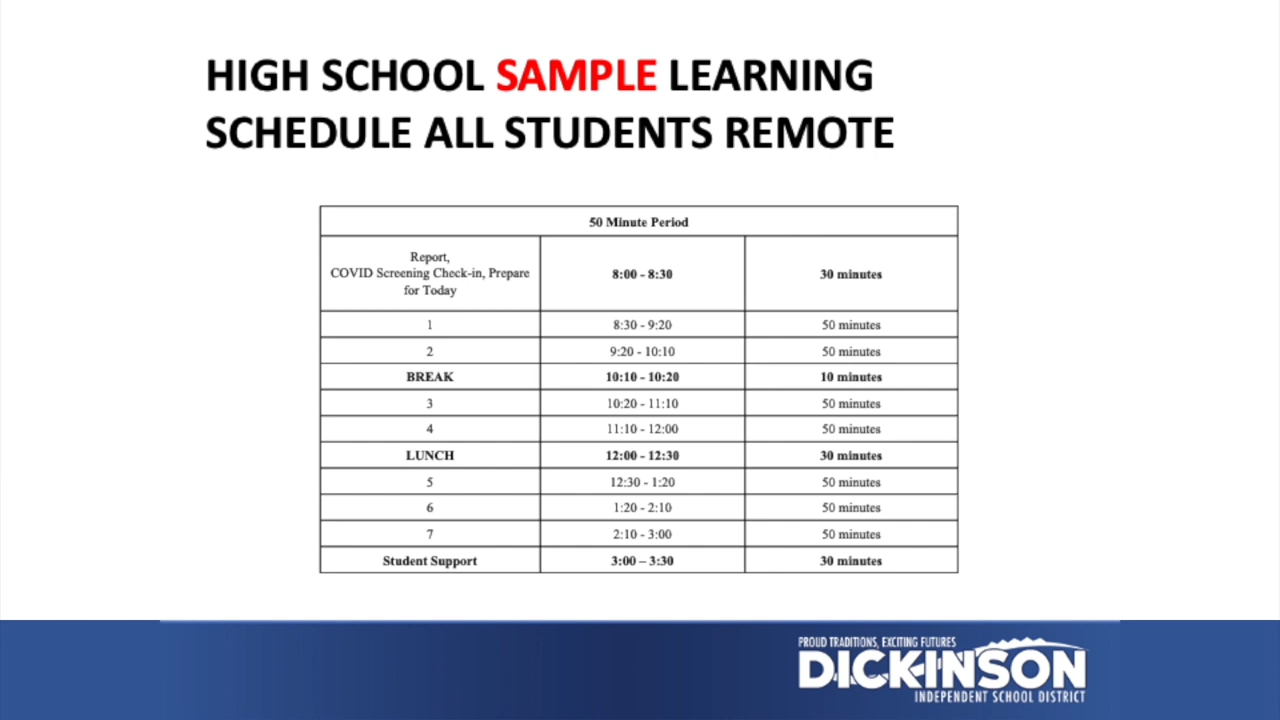 HIGH SCHOOL SAMPLE LEARNING
SCHEDULE ALL STUDENTS REMOTE
50 Minute Period
Report,
COVID Screening Check-in, Prepare
for Today
8:00 - 8:30
30 minutes
1 8:30 - 9:20 50 minutes
2 9:20 - 10:10 50 minutes
BREAK 10:10 - 10:20 10 minutes
3 10:20 - 11:10 50 minutes
4 11:10 - 12:00 50 minutes
LUNCH 12:00 - 12:30 30 minutes
5 12:30 - 1:20 50 minutes
6 1:20 - 2:10 50 minutes
7 2:10 - 3:00 50 minutes
Student Support 3:00 – 3:30 30 minutes
PROUD TRADITIONS, EXCITING FUTURES
DICKINSON
INDEPENDENT SCHOOL DISTRICT